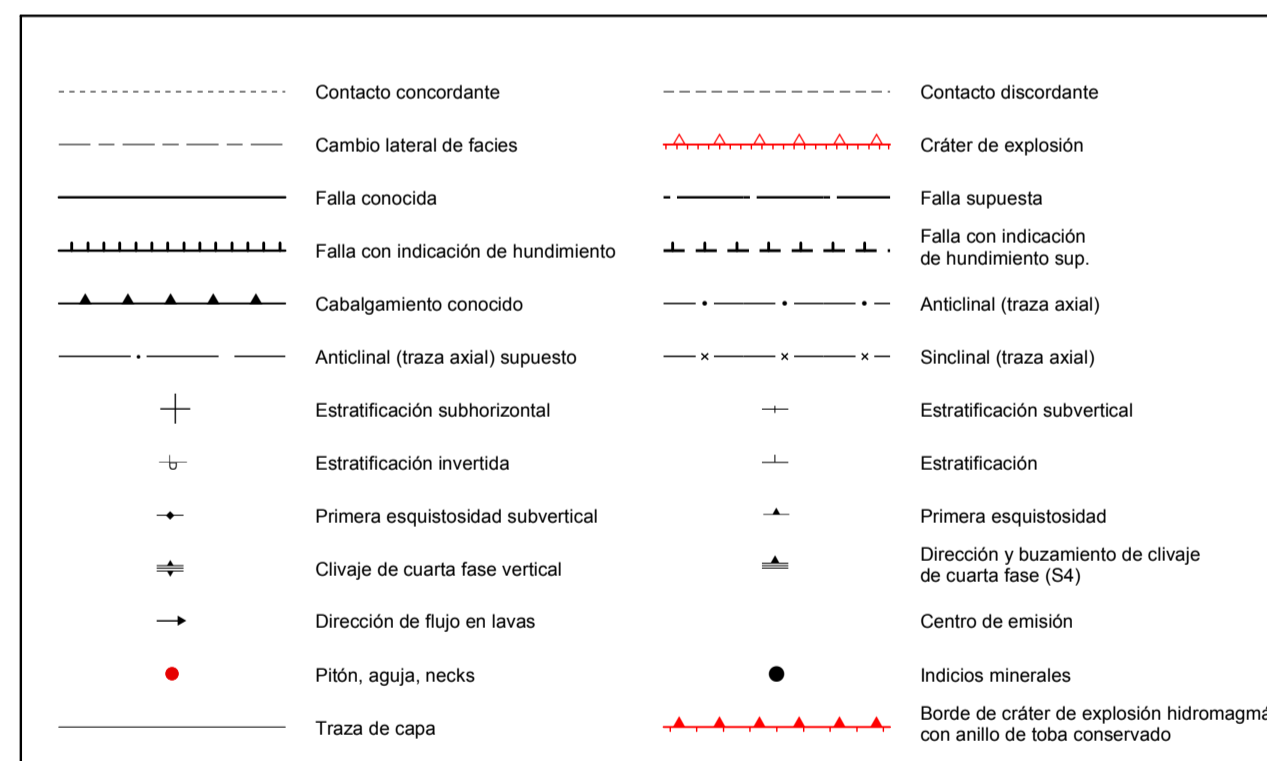 Contacto concordante
Contacto discordante
Cambio lateral de facies
Cráter de explosión
Falla conocida
Falla supuesta
Falla con indicación de hundimiento
Falla con indicación
de hundimiento sup.
Cabalgamiento conocido
Anticlinal (traza axial)
Anticlinal (traza axial) supuesto
Sinclinal (traza axial)
Estratificación subhorizontal
Estratificación subvertical
Estratificación invertida
Estratificación
Primera esquistosidad subvertical
Primera esquistosidad
Clivaje de cuarta fase vertical
Dirección y buzamiento de clivaje
de cuarta fase (S4)
Dirección de flujo en lavas
Centro de emisión
Pitón, aguja, necks
Indicios minerales
Traza de capa
Borde de cráter de explosión hidromagmá
con anillo de toba conservado